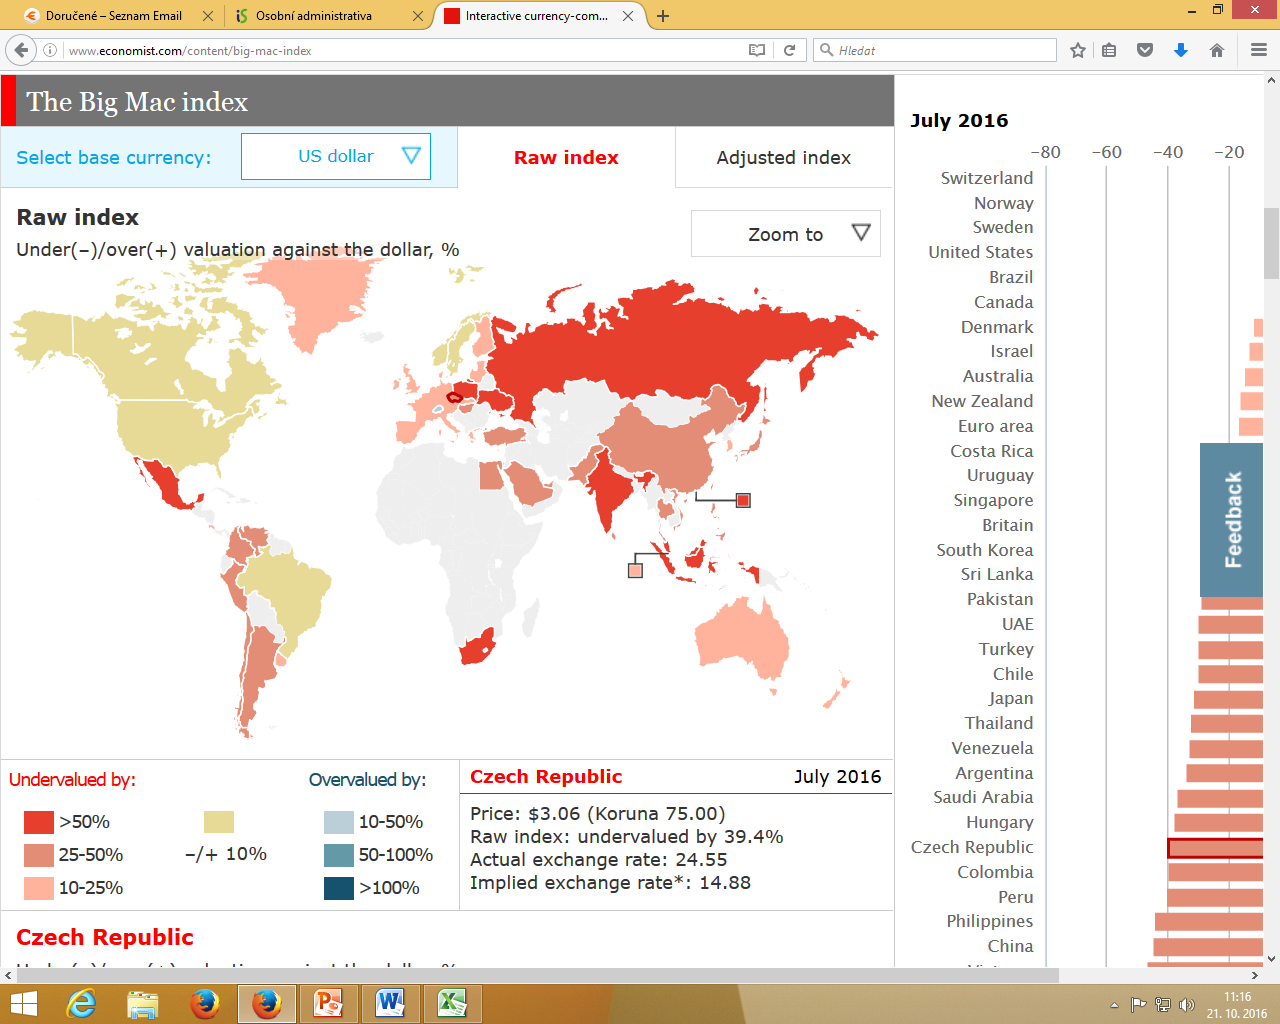 Doručené – Seznam Email
Osobní administrativa
Interactive currency-com...
www.economist.com/content/big-mac-index
Hledat
The Big Mac index
Select base currency:
US dollar
Raw index
Adjusted index
Raw index
Under(–)/over(+) valuation against the dollar, %
Zoom to
Undervalued by:
>50%
25-50%
10-25%
–/+ 10%
Overvalued by:
10-50%
50-100%
>100%
Czech Republic
July 2016
Price: $3.06 (Koruna 75.00)
Raw index: undervalued by 39.4%
Actual exchange rate: 24.55
Implied exchange rate*: 14.88
Czech Republic
Under(–)/over(+) valuation against the dollar, %
July 2016
–80 –60 –40 –20
Switzerland
Norway
Sweden
United States
Brazil
Canada
Denmark
Israel
Australia
New Zealand
Euro area
Costa Rica
Uruguay
Singapore
Britain
South Korea
Sri Lanka
Pakistan
UAE
Turkey
Chile
Japan
Thailand
Venezuela
Argentina
Saudi Arabia
Hungary
Czech Republic
Colombia
Peru
Philippines
China
Feedback
11:16
21. 10. 2016